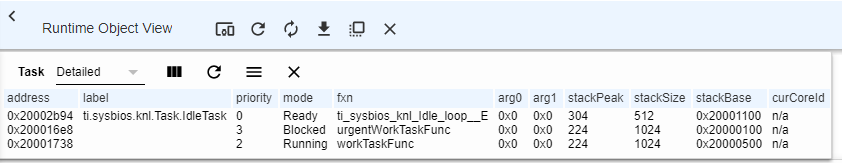 Runtime Object View
Task Detailed
address label priority mode fxn arg0 arg1 stackPeak stackSize stackBase curCoreId
0x20002b94 ti.sysbios.knl.Task.IdleTask 0 Ready ti_sysbios_knl_Idle_loop__E 0x0 0x0 304 512 0x20001100 n/a
0x200016e8 3 Blocked urgentWorkTaskFunc 0x0 0x0 224 1024 0x20000100 n/a
0x20001738 2 Running workTaskFunc 0x0 0x0 224 1024 0x20000500 n/a